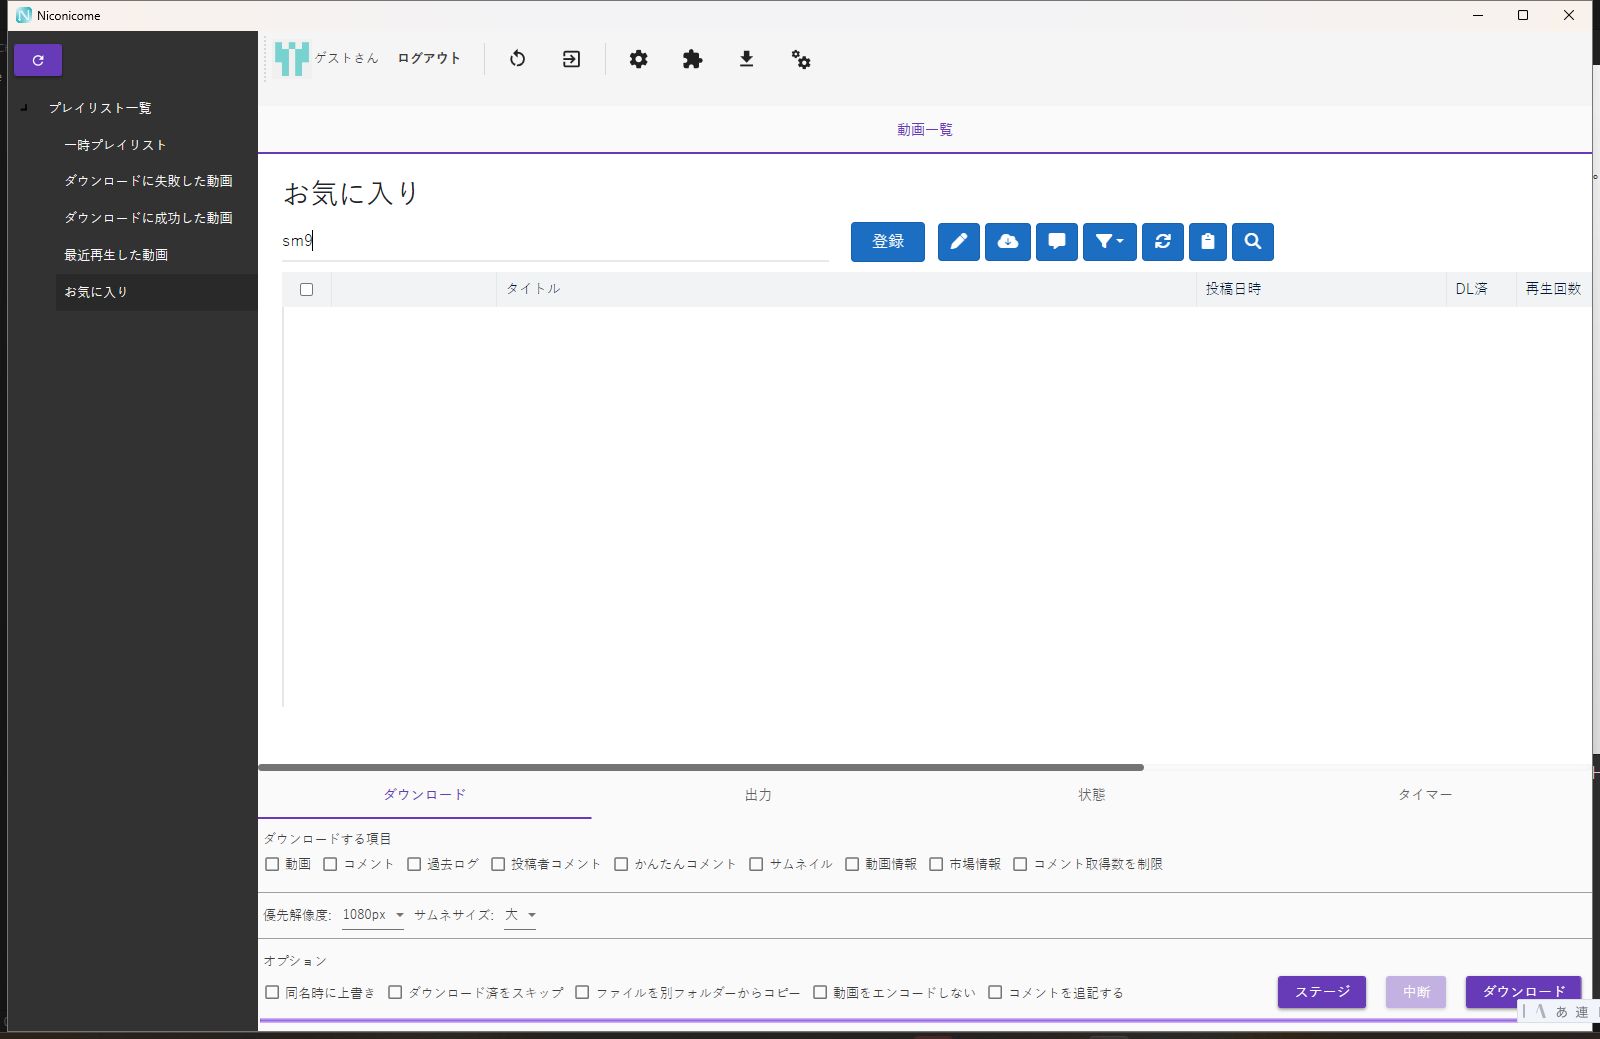 Niconicome
ゲストさん ログアウト
プレイリスト一覧
一時プレイリスト
ダウンロードに失敗した動画
ダウンロードに成功した動画
最近再生した動画
お気に入り
動画一覧
お気に入り
sm9
登録
タイトル 投稿日時 DL済 再生回数
ダウンロード 出力 状態 タイマー
ダウンロードする項目
動画 コメント 過去ログ 投稿者コメント かんたんコメント サムネイル 動画情報 市場情報 コメント取得数を制限
優先解像度: 1080px サムネサイズ: 大
オプション
同名時に上書き ダウンロード済をスキップ ファイルを別フォルダーからコピー 動画をエンコードしない コメントを追記する
ステージ 中断 ダウンロード
A あ 連